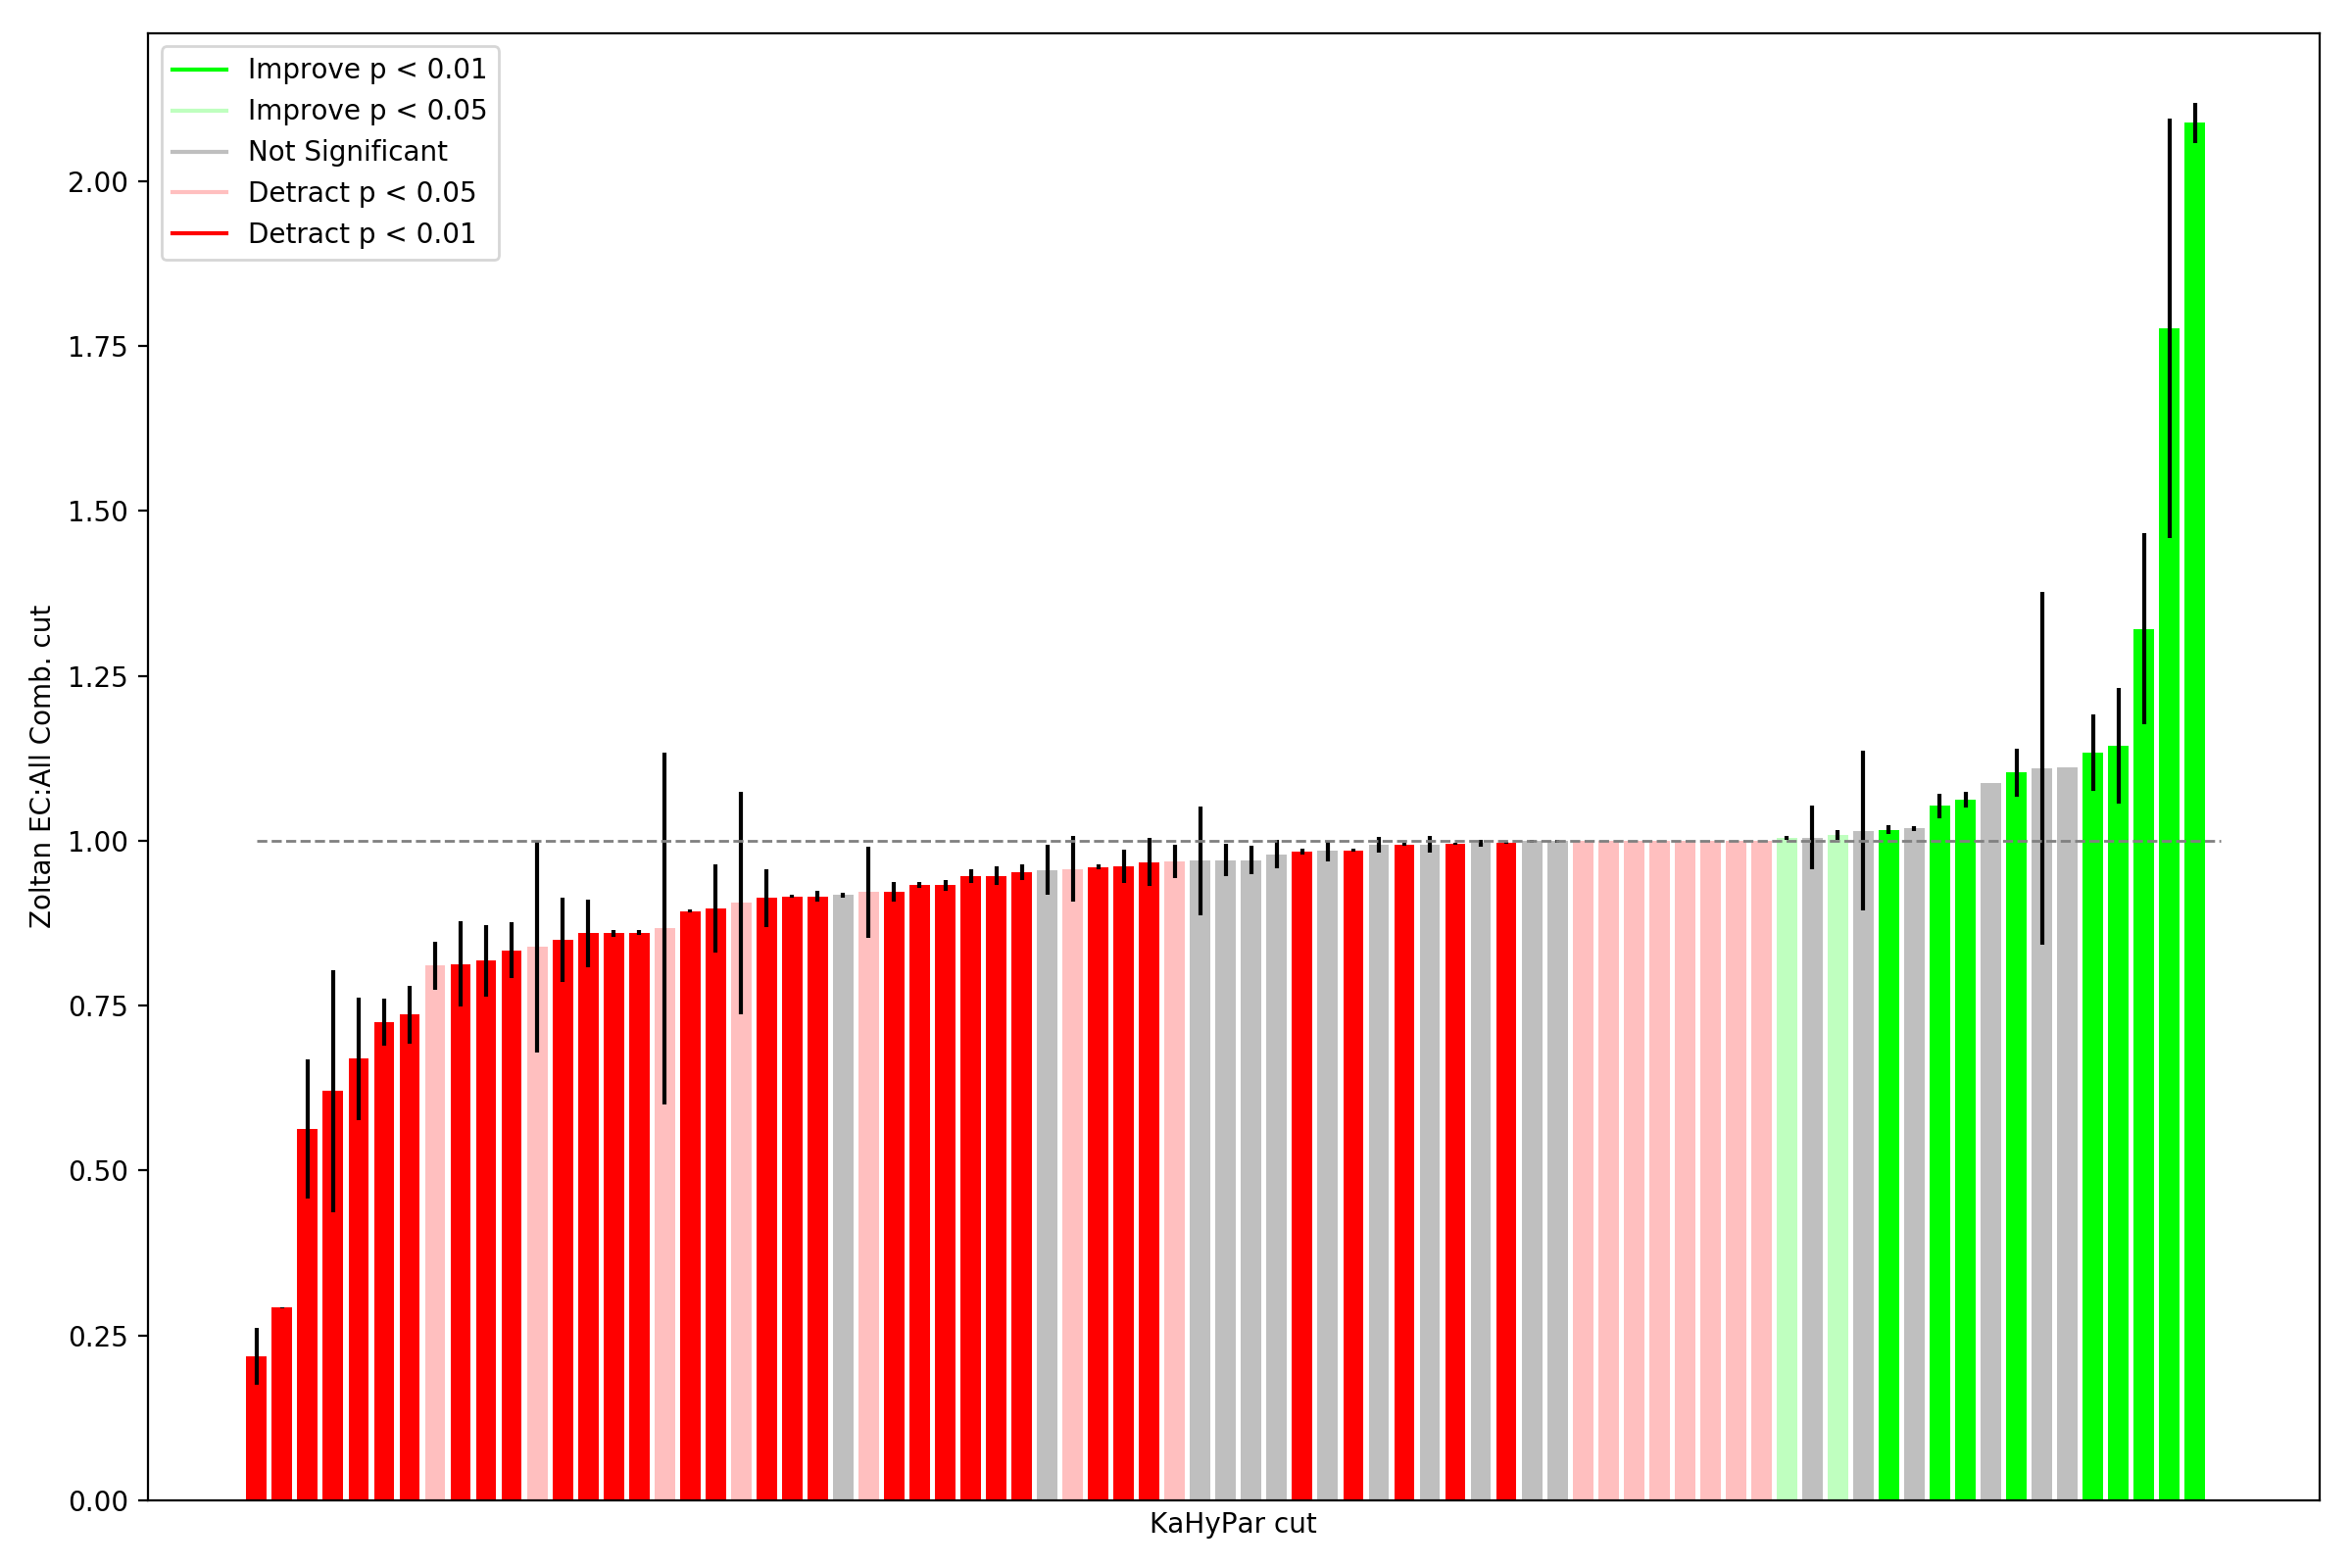 Improve p < 0.01
Improve p < 0.05
Not Significant
Detract p < 0.05
Detract p < 0.01
2.00
1.75
1.50
1.25
1.00
0.75
0.50
0.25
0.00
Zoltan EC:All Comb. cut
KaHyPar cut